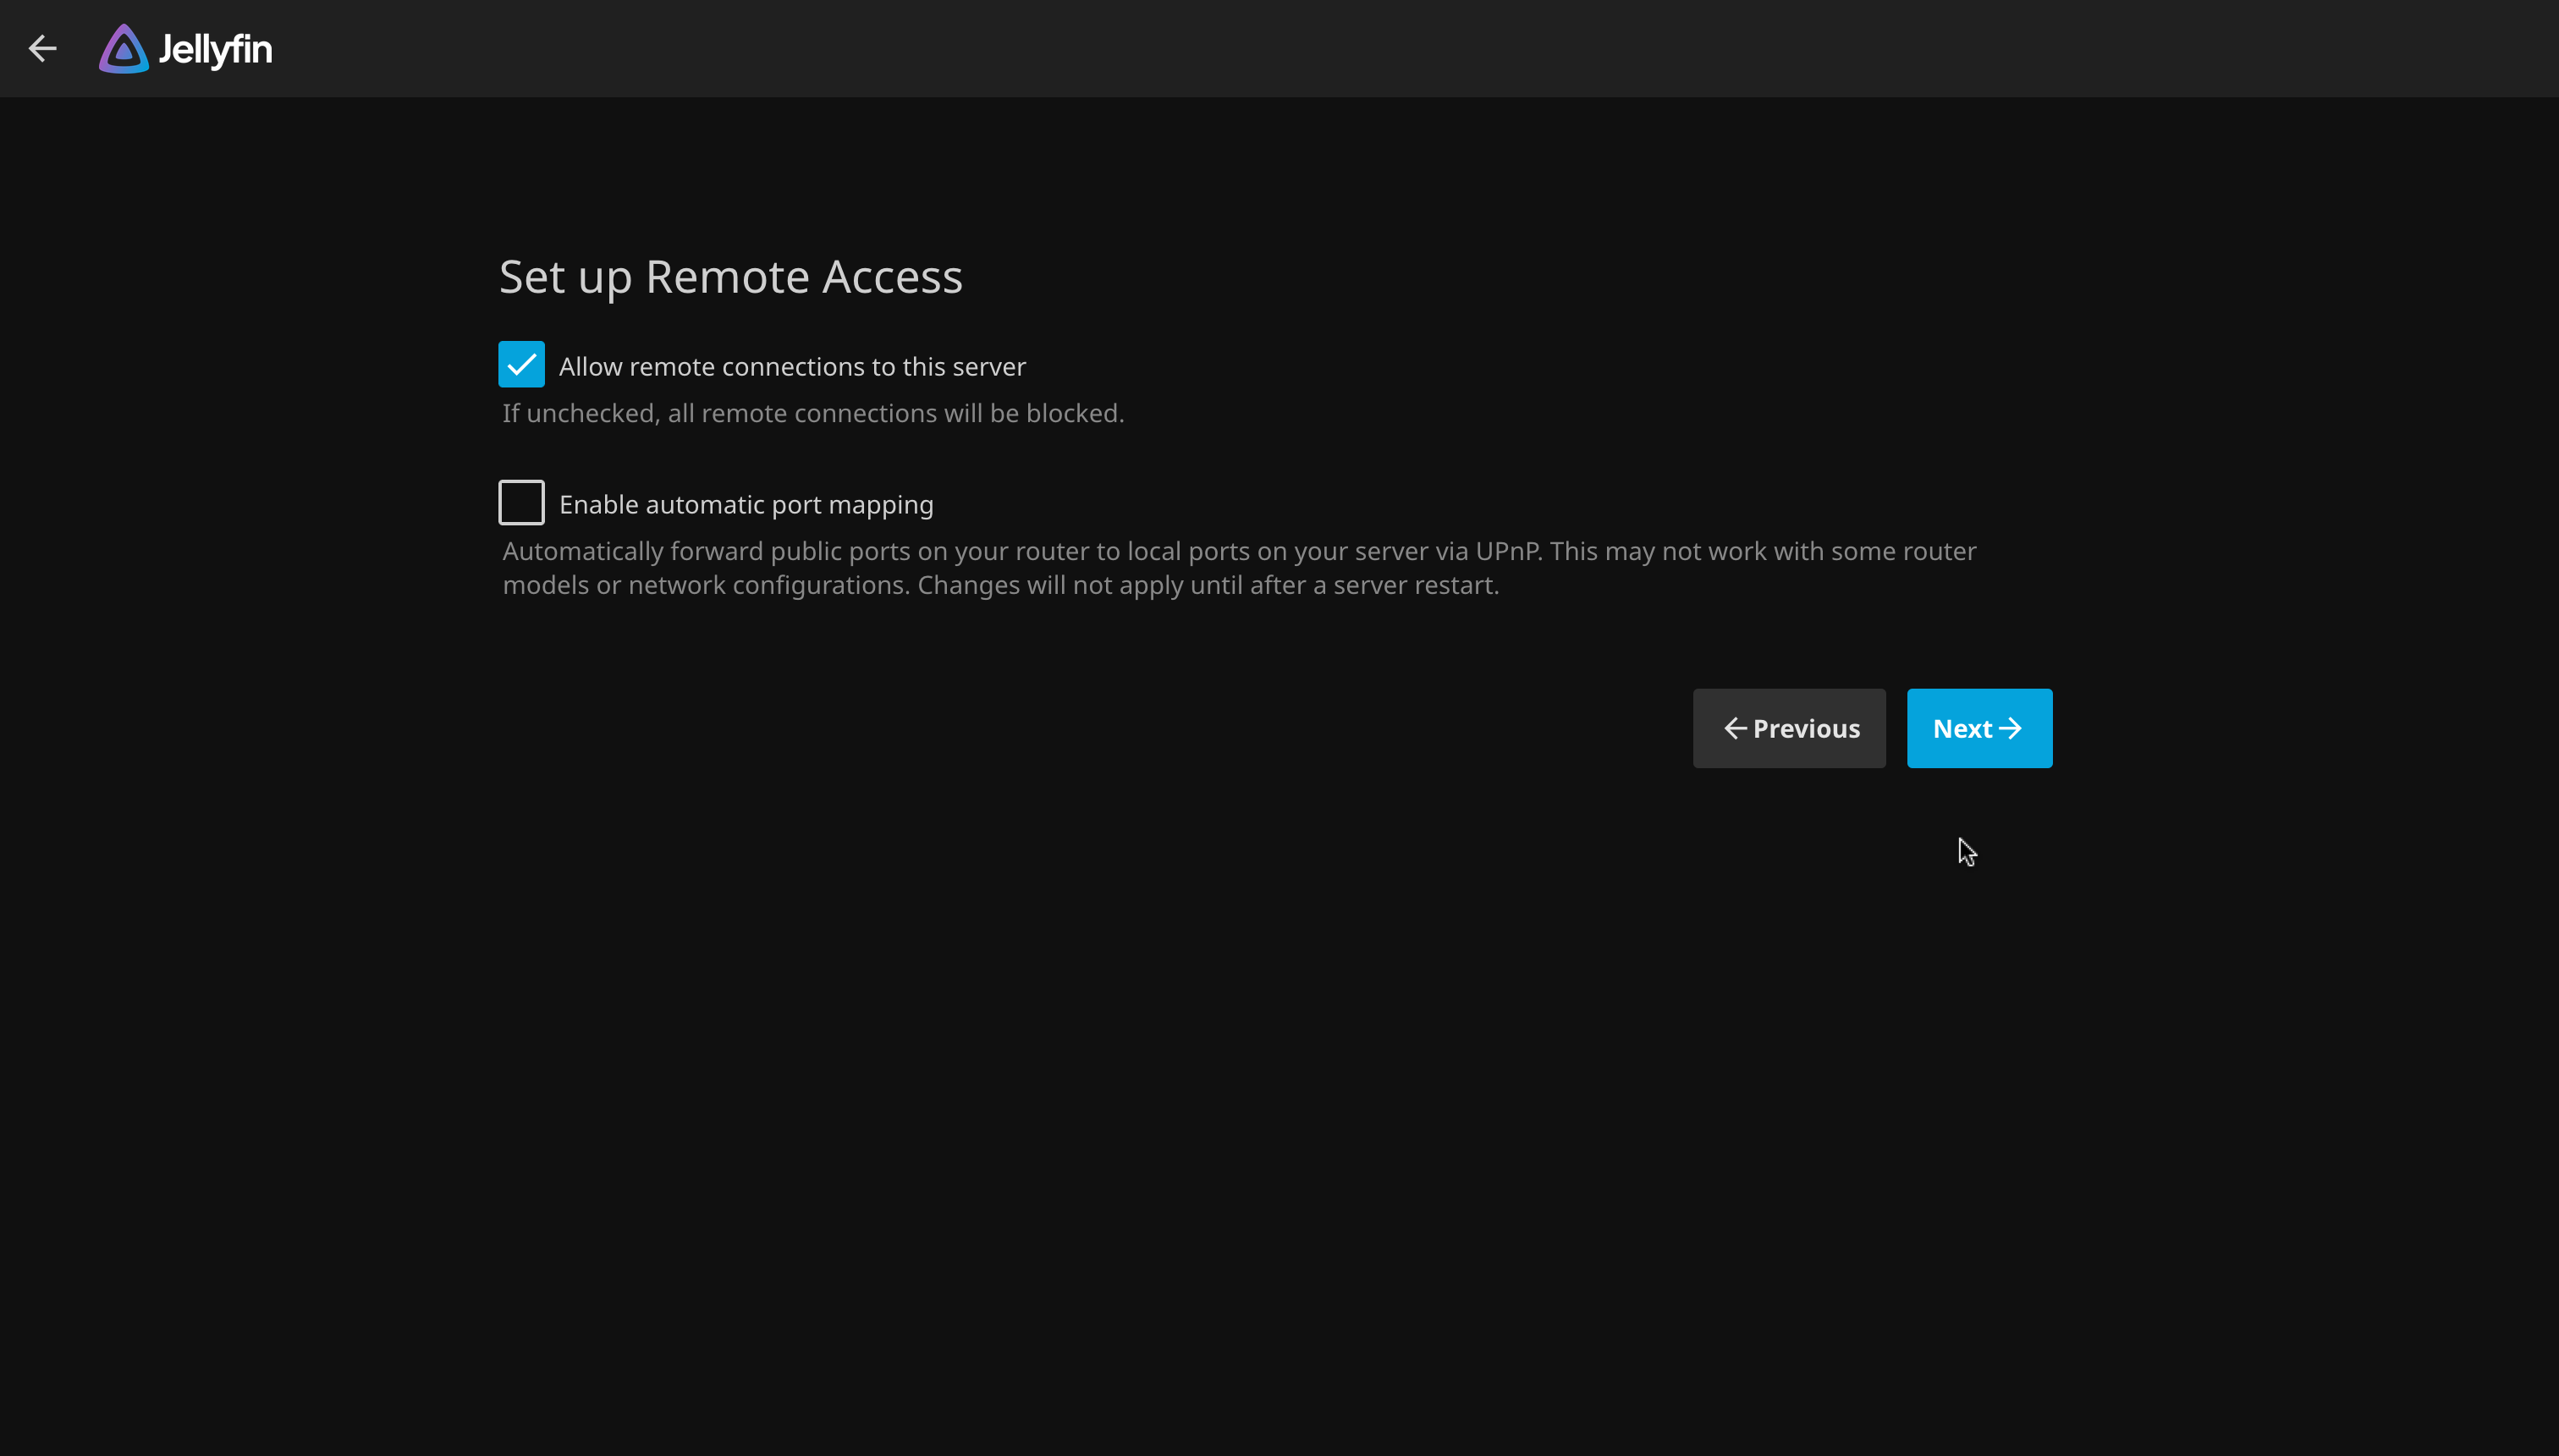 Jellyfin
Set up Remote Access
Allow remote connections to this server
If unchecked, all remote connections will be blocked.
Enable automatic port mapping
Automatically forward public ports on your router to local ports on your server via UPnP. This may not work with some router
models or network configurations. Changes will not apply until after a server restart.
Previous
Next